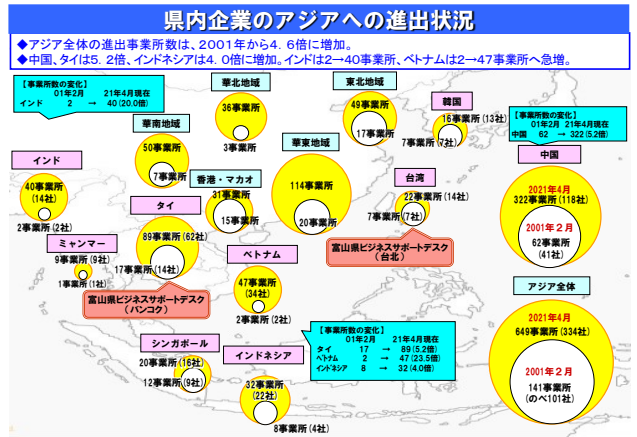 県内企業のアジアへの進出状況
◆アジア全体の進出事業所数は、2001年から4.6倍に増加。
◆中国、タイは5.2倍、インドネシアは4.0倍に増加。インドは2→40事業所、ベトナムは2→47事業所へ急増。
【事業所数の変化】
01年2月 21年4月現在
インド 2 → 40(20.0倍)
華北地域
36事業所
3事業所
東北地域
49事業所
17事業所
韓国
16事業所(13社)
7事業所(7社)
【事業所数の変化】
01年2月 21年4月現在
中国 62 → 322(5.2倍)
華南地域
50事業所
7事業所
華東地域
114事業所
20事業所
中国
2021年4月
322事業所(118社)
2001年2月
62事業所
(41社)
インド
40事業所
(14社)
2事業所(2社)
香港・マカオ
31事業所
15事業所
台湾
22事業所(14社)
7事業所(7社)
富山県ビジネスサポートデスク
(台北)
タイ
89事業所(62社)
17事業所(14社)
富山県ビジネスサポートデスク
(バンコク)
ミャンマー
9事業所(9社)
1事業所(1社)
ベトナム
47事業所
(34社)
2事業所(2社)
アジア全体
2021年4月
649事業所(334社)
2001年2月
141事業所
(のべ101社)
【事業所数の変化】
01年2月 21年4月現在
タイ 17 → 89(5.2倍)
ベトナム 2 → 47(23.5倍)
インドネシア 8 → 32(4.0倍)
シンガポール
20事業所(16社)
12事業所(9社)
インドネシア
32事業所
(22社)
8事業所(4社)